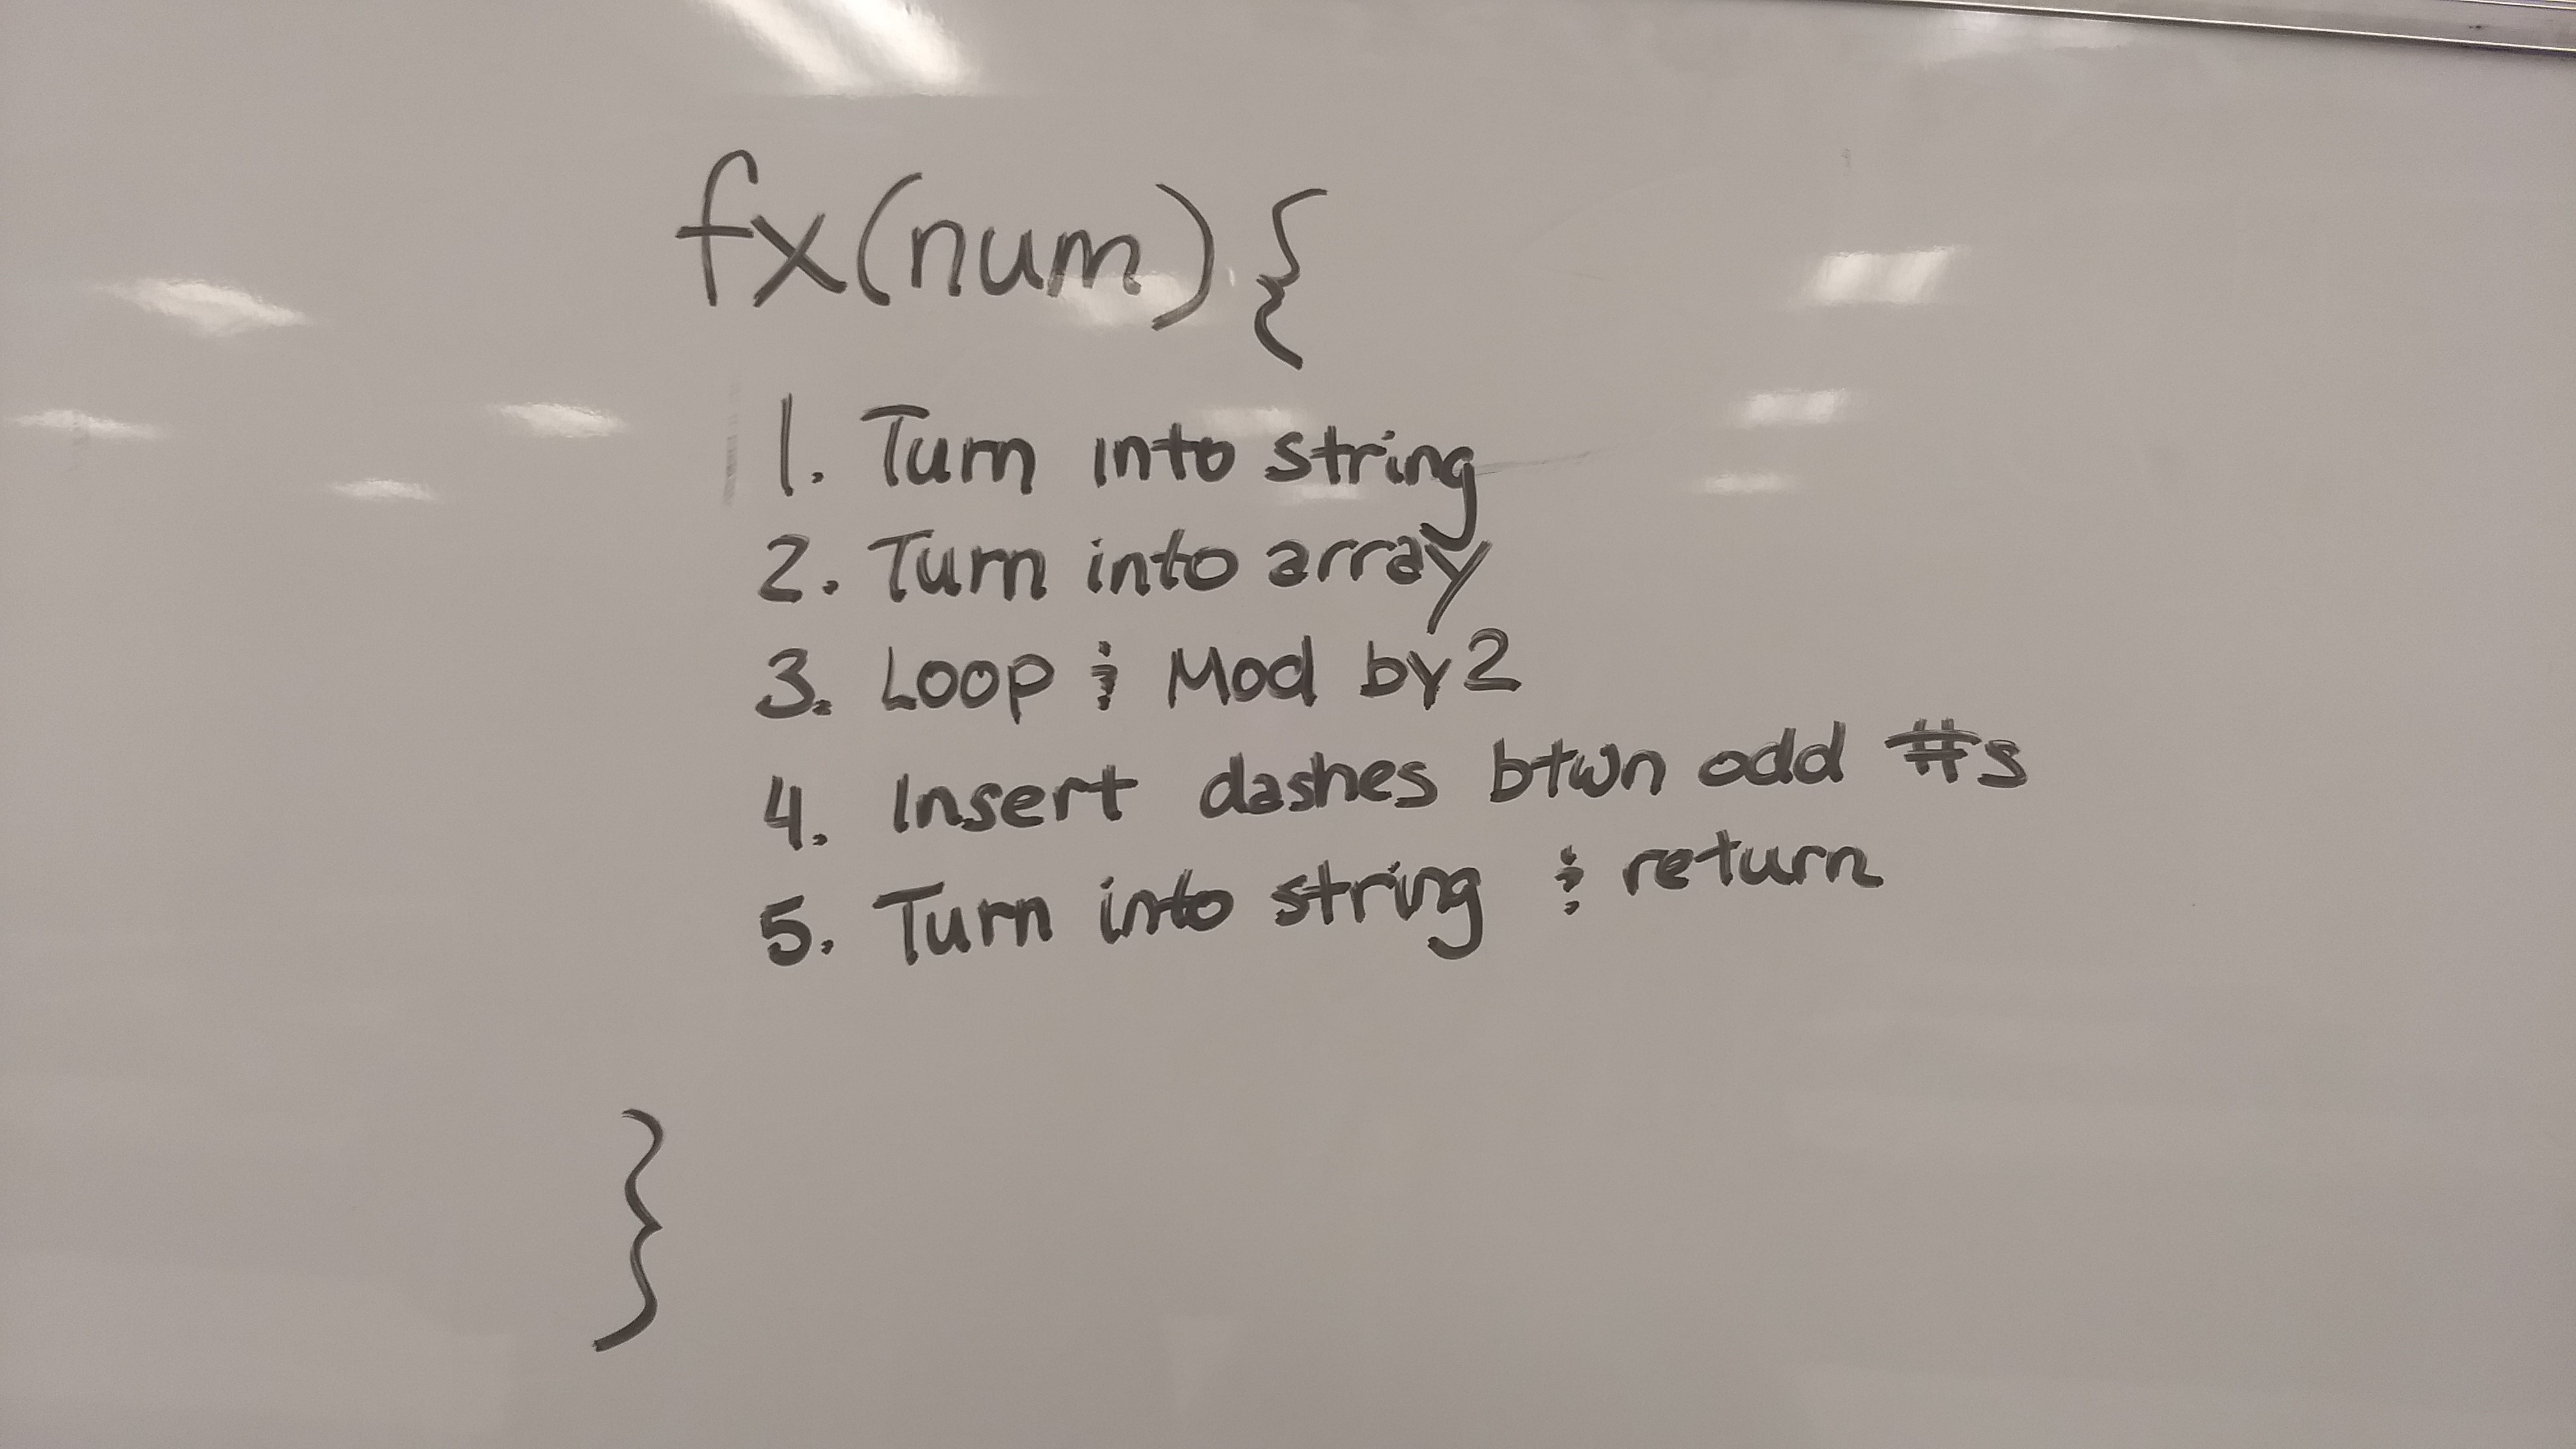 fx(num){
1. Turn into string
2. Turn into array
3. Loop & Mod by 2
4. Insert dashes btwn odd #s
5. Turn into string & return
}